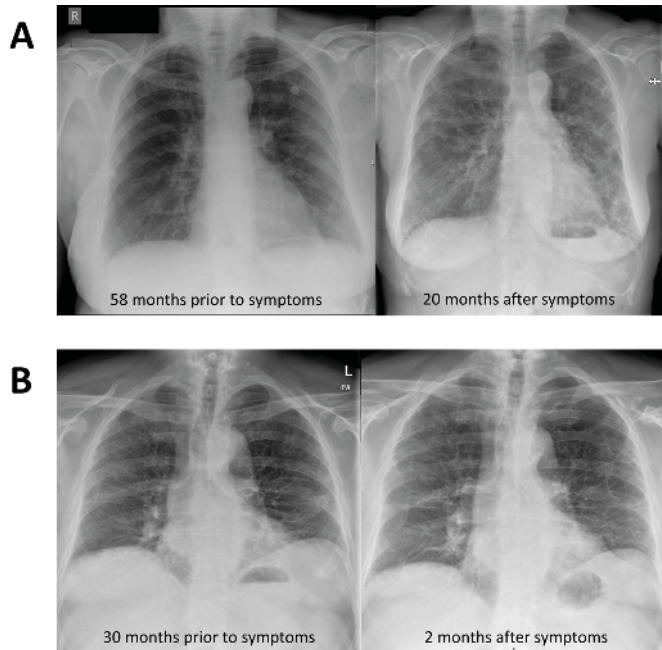 A
R
58 months prior to symptoms
20 months after symptoms
B
L
PA
30 months prior to symptoms
2 months after symptoms